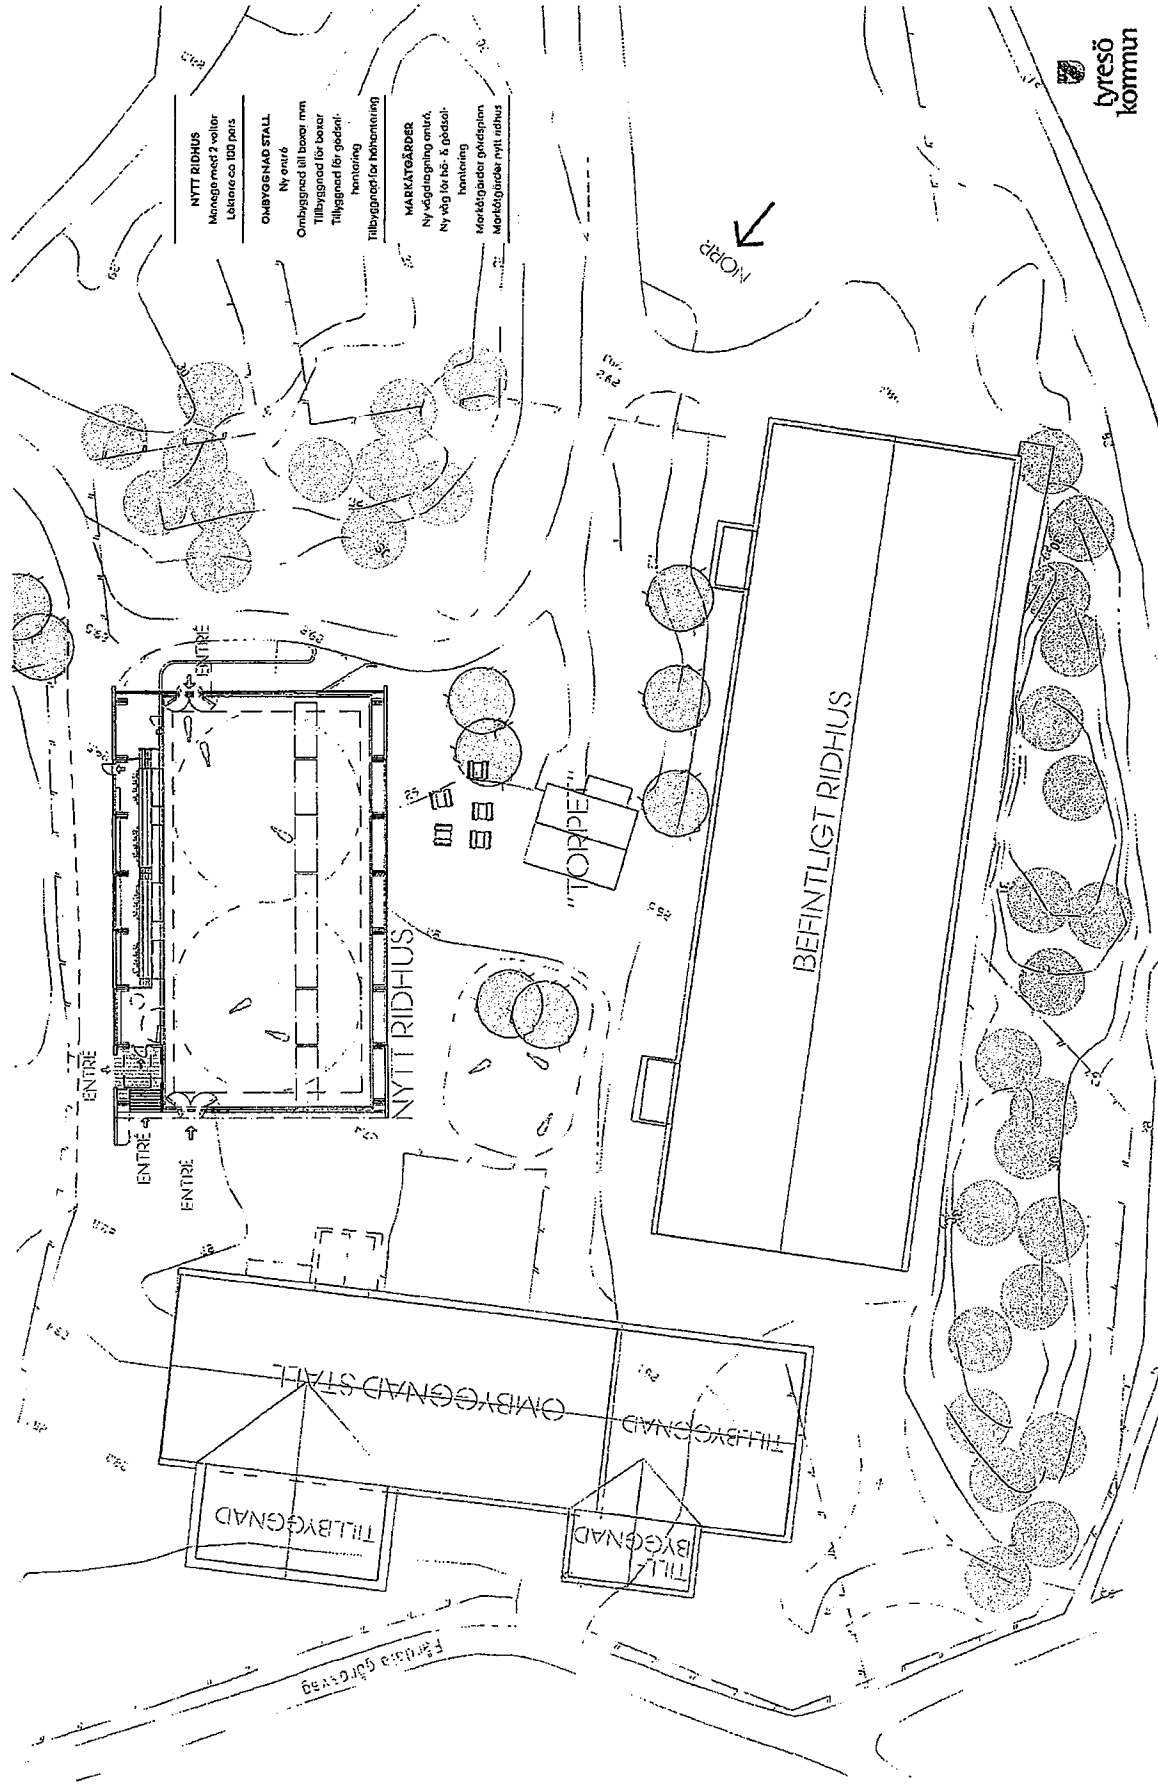 NYTT RIDHUS
Manege med 2 volter
Läktare ca 100 pers
OMBYGGNAD STALL
Ny entré
Ombyggnad till boxar mm
Tillbyggnad för boxar
Tillyggnad för gödsel-
hantering
Tillbyggnad för höhantering
MARKÅTGÄRDER
Ny vägdragning entré,
Ny väg för hö- & gödsel-
hantering
Markåtgärder gårdsplan
Markåtgärder nytt ridhus
tyresö
kommun
NORR
ENTRÉ
ENTRÉ
ENTRÉ
ENTRÉ
NYTT RIDHUS
"TORPET"
BEFINTLIGT RIDHUS
OMBYGGNAD STALL
TILLBYGGNAD
TILLBYGGNAD
TILL-
BYGGNAD